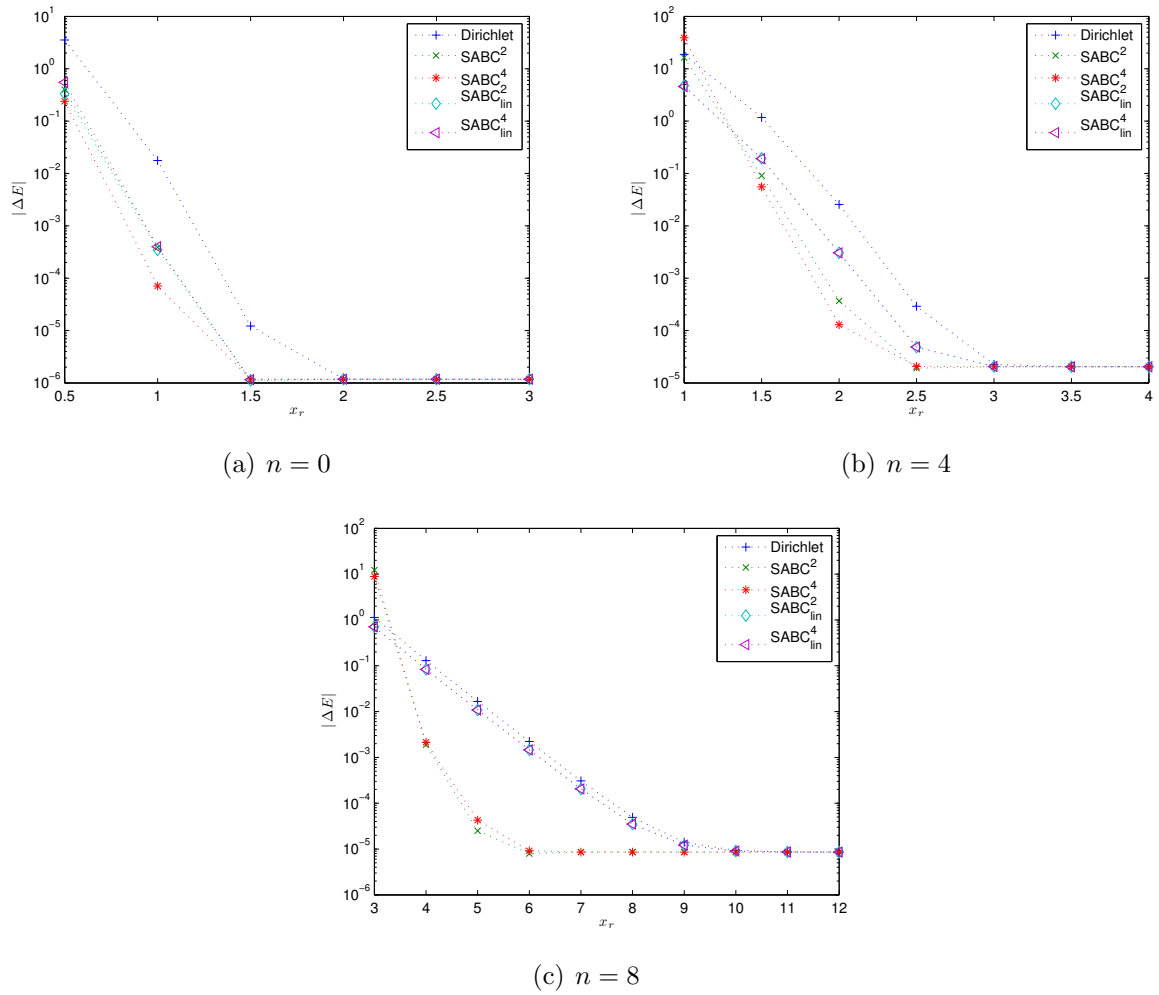 10^1
10^0
10^-1
10^-2
10^-3
10^-4
10^-5
10^-6
|ΔE|
0.5 1 1.5 2 2.5 3
x_r
Dirichlet
SABC^2
SABC^4
SABC^2_lin
SABC^4_lin
(a) n = 0
10^2
10^1
10^0
10^-1
10^-2
10^-3
10^-4
10^-5
|ΔE|
1 1.5 2 2.5 3 3.5 4
x_r
Dirichlet
SABC^2
SABC^4
SABC^2_lin
SABC^4_lin
(b) n = 4
10^2
10^1
10^0
10^-1
10^-2
10^-3
10^-4
10^-5
10^-6
|ΔE|
3 4 5 6 7 8 9 10 11 12
x_r
Dirichlet
SABC^2
SABC^4
SABC^2_lin
SABC^4_lin
(c) n = 8